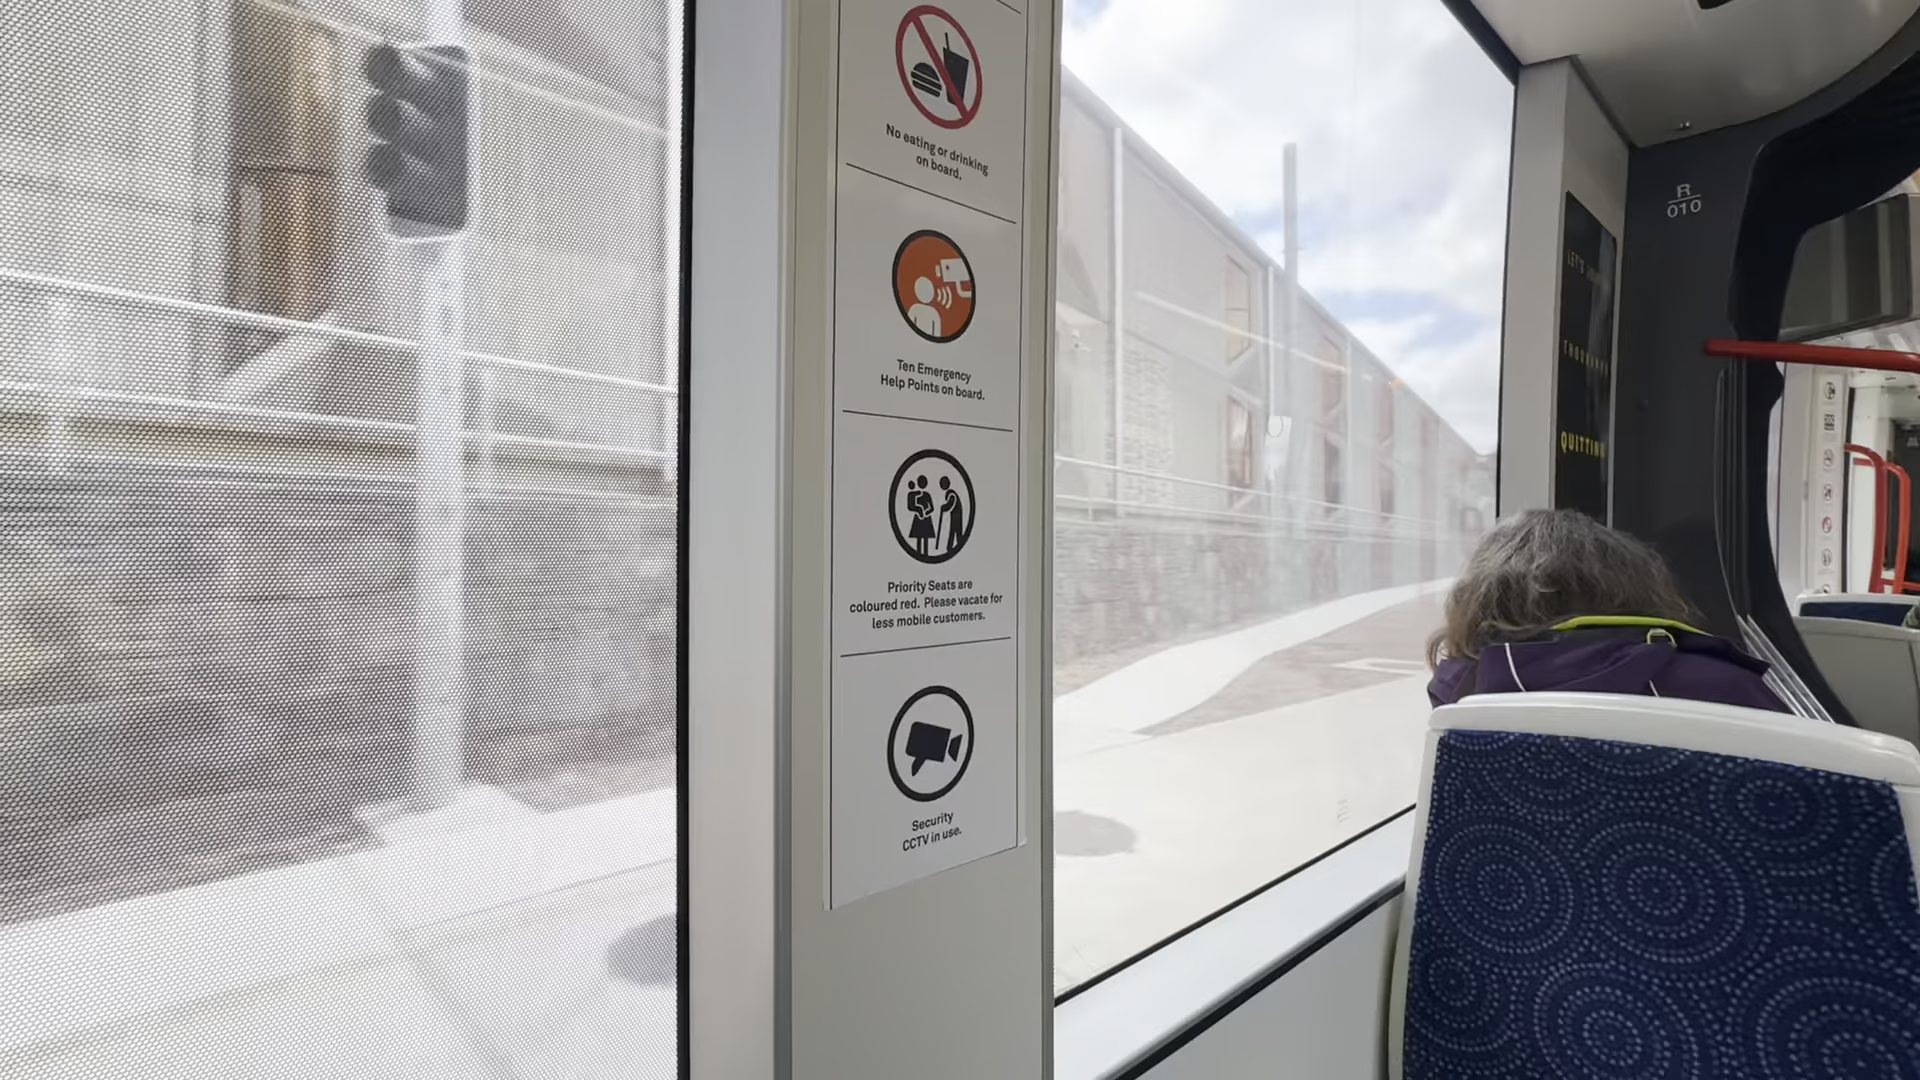 No eating or drinking
on board.
Ten Emergency
Help Points on board.
Priority Seats are
coloured red. Please vacate for
less mobile customers.
Security
CCTV in use.
R
010
LET'S
QUITTING